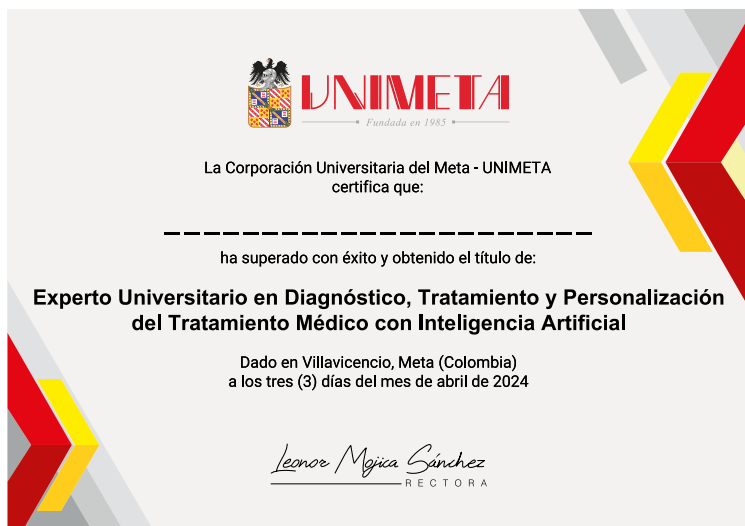 UNIMETA
Fundada en 1985
La Corporación Universitaria del Meta - UNIMETA
certifica que:
ha superado con éxito y obtenido el título de:
Experto Universitario en Diagnóstico, Tratamiento y Personalización
del Tratamiento Médico con Inteligencia Artificial
Dado en Villavicencio, Meta (Colombia)
a los tres (3) días del mes de abril de 2024
Leonor Mojica Sánchez
RECTORA